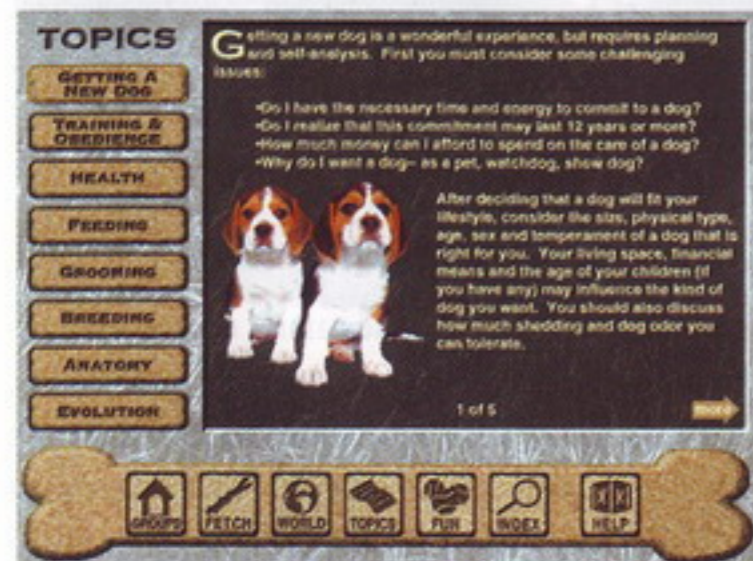 TOPICS
GETTING A
NEW DOG
TRAINING &
OBEDIENCE
HEALTH
FEEDING
GROOMING
BREEDING
ANATOMY
EVOLUTION
Getting a new dog is a wonderful experience, but requires planning
and self-analysis. First you must consider some challenging
issues:
•Do I have the necessary time and energy to commit to a dog?
•Do I realize that this commitment may last 12 years or more?
•How much money can I afford to spend on the care of a dog?
•Why do I want a dog-- as a pet, watchdog, show dog?
After deciding that a dog will fit your
lifestyle, consider the size, physical type,
age, sex and temperament of a dog that is
right for you. Your living space, financial
means and the age of your children (if
you have any) may influence the kind of
dog you want. You should also discuss
how much shedding and dog odor you
can tolerate.
1 of 5
more
GROUPS
FETCH
WORLD
TOPICS
FUN
INDEX
HELP